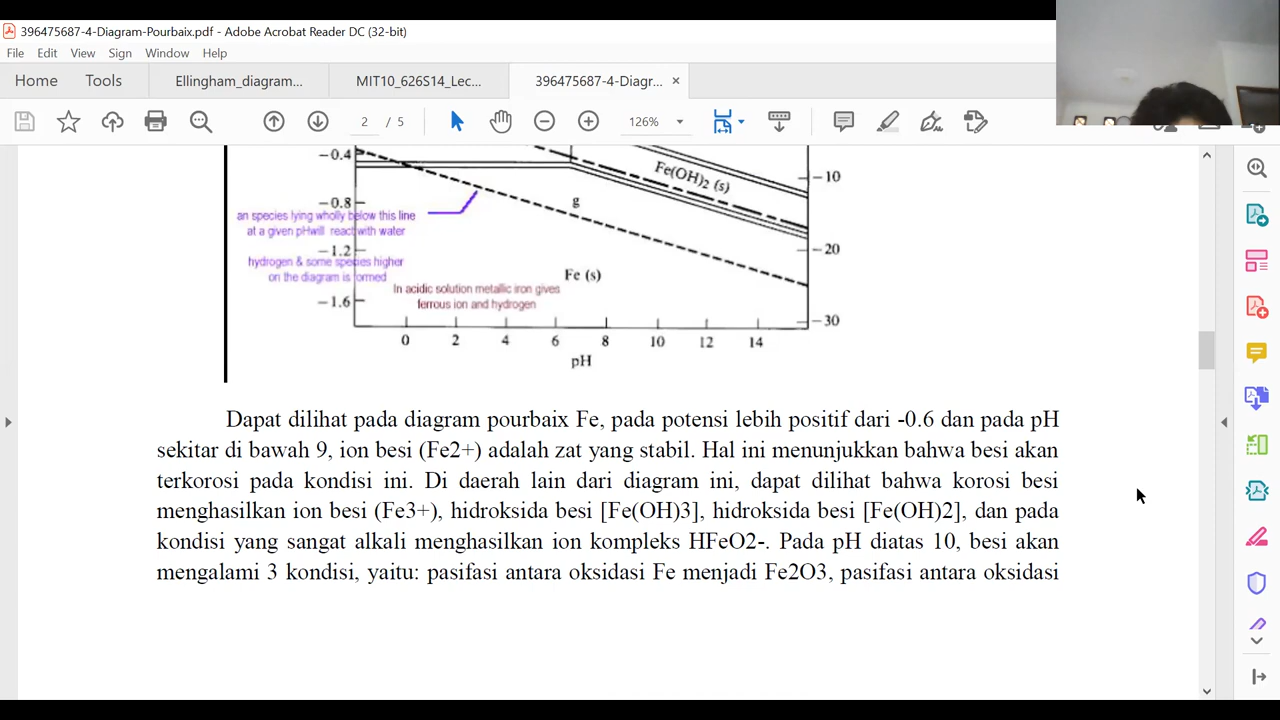 396475687-4-Diagram-Pourbaix.pdf - Adobe Acrobat Reader DC (32-bit)
File Edit View Sign Window Help
Home Tools Ellingham_diagram... MIT10_626S14_Lec... 396475687-4-Diagr... ×
2 / 5 126%
−0.4
−0.8
−1.2
−1.6
Fe(OH)2 (s)
g
Fe (s)
−10
−20
−30
an species lying wholly below this line
at a given pHwill react with water
hydrogen & some species higher
on the diagram is formed
In acidic solution metallic iron gives
ferrous ion and hydrogen
0 2 4 6 8 10 12 14
pH
Dapat dilihat pada diagram pourbaix Fe, pada potensi lebih positif dari -0.6 dan pada pH
sekitar di bawah 9, ion besi (Fe2+) adalah zat yang stabil. Hal ini menunjukkan bahwa besi akan
terkorosi pada kondisi ini. Di daerah lain dari diagram ini, dapat dilihat bahwa korosi besi
menghasilkan ion besi (Fe3+), hidroksida besi [Fe(OH)3], hidroksida besi [Fe(OH)2], dan pada
kondisi yang sangat alkali menghasilkan ion kompleks HFeO2-. Pada pH diatas 10, besi akan
mengalami 3 kondisi, yaitu: pasifasi antara oksidasi Fe menjadi Fe2O3, pasifasi antara oksidasi